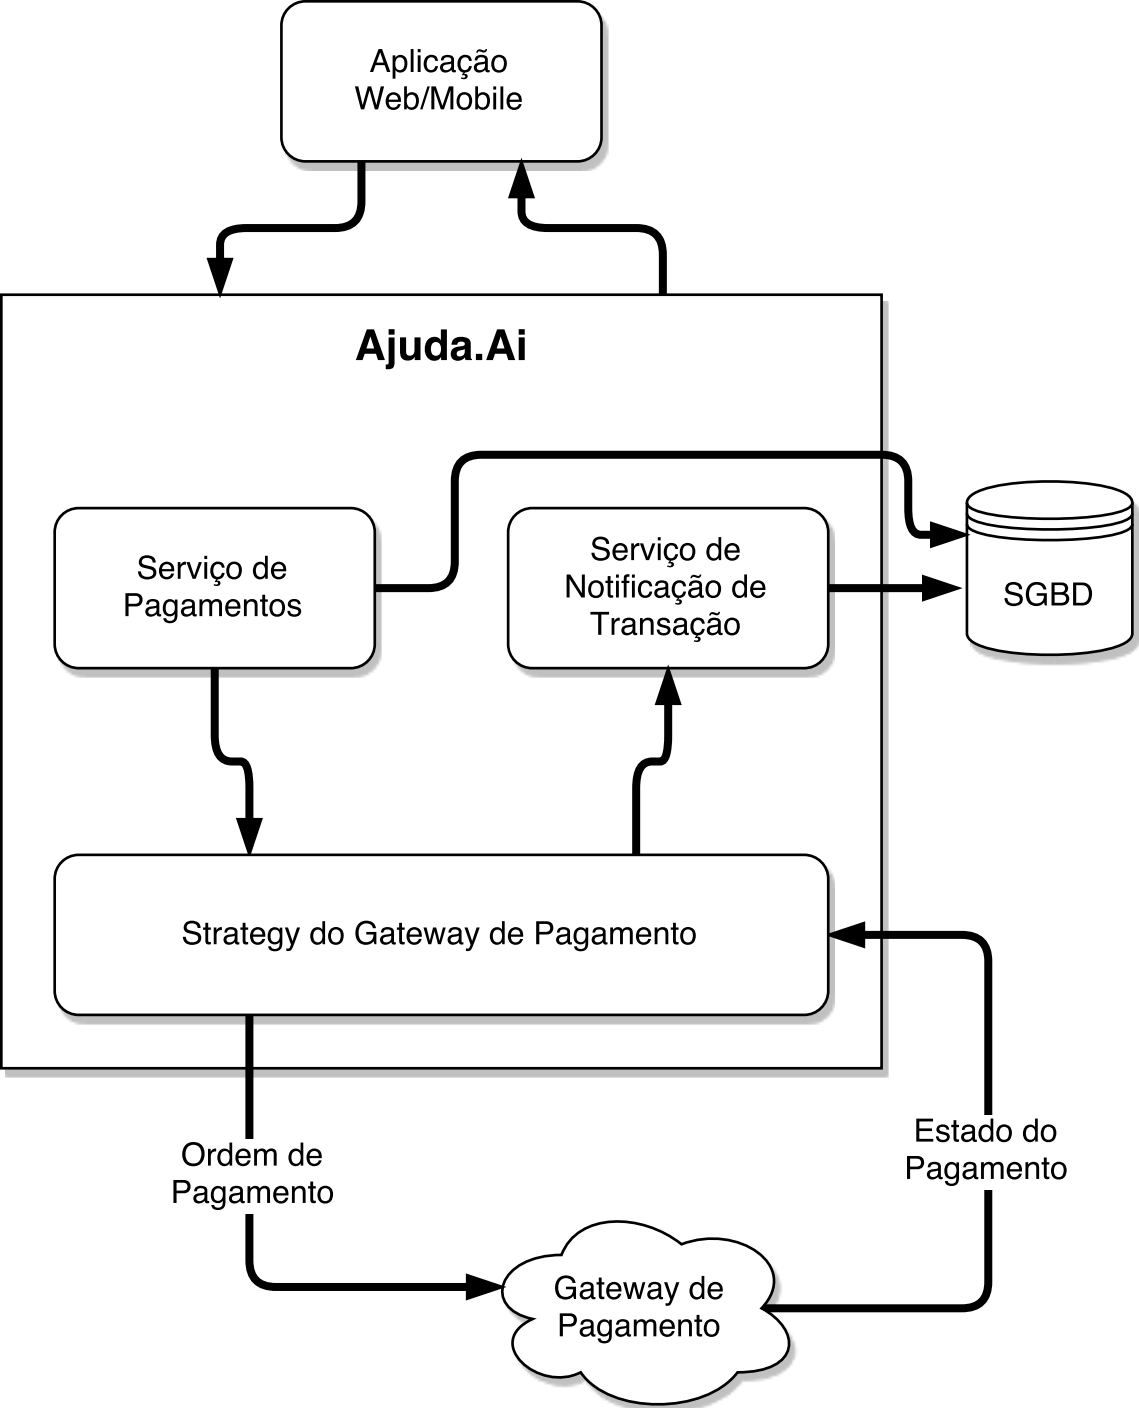 Aplicação
Web/Mobile
Ajuda.Ai
Serviço de
Pagamentos
Serviço de
Notificação de
Transação
SGBD
Strategy do Gateway de Pagamento
Ordem de
Pagamento
Estado do
Pagamento
Gateway de
Pagamento